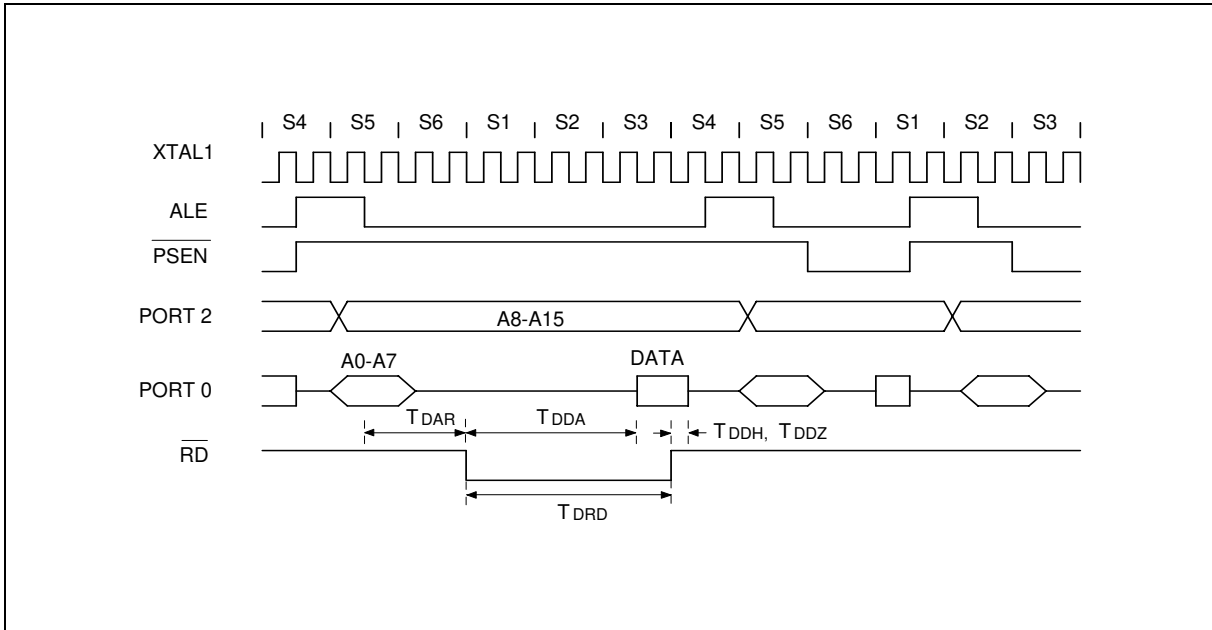 S4 S5 S6 S1 S2 S3 S4 S5 S6 S1 S2 S3
XTAL1
ALE
PSEN
PORT 2
A8-A15
A0-A7
DATA
PORT 0
TDAR
TDDA
TDDH, TDDZ
RD
TDRD